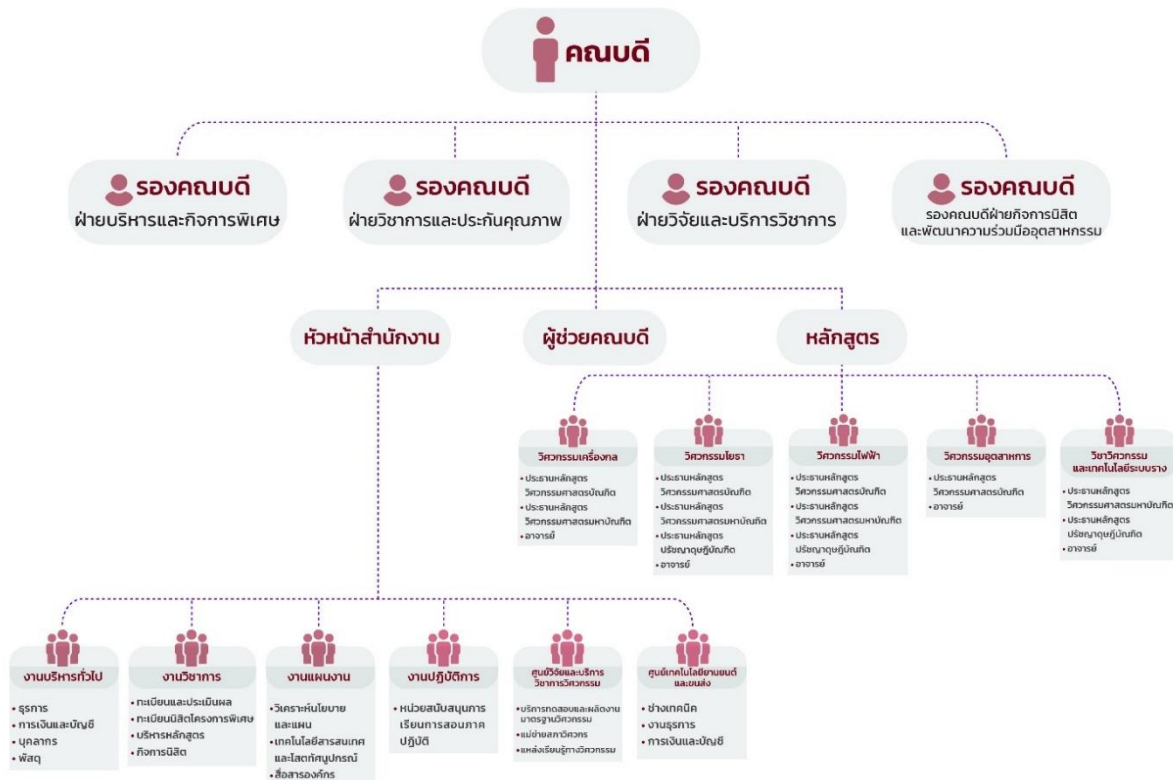 คณบดี
รองคณบดี
ฝ่ายบริหารและกิจการพิเศษ
รองคณบดี
ฝ่ายวิชาการและประกันคุณภาพ
รองคณบดี
ฝ่ายวิจัยและบริการวิชาการ
รองคณบดี
รองคณบดีฝ่ายกิจการนิสิต
และพัฒนาความร่วมมืออุตสาหกรรม
หัวหน้าสำนักงาน
ผู้ช่วยคณบดี
หลักสูตร
วิศวกรรมเครื่องกล
• ประธานหลักสูตร
วิศวกรรมศาสตรบัณฑิต
• ประธานหลักสูตร
วิศวกรรมศาสตรมหาบัณฑิต
• อาจารย์
วิศวกรรมโยธา
• ประธานหลักสูตร
วิศวกรรมศาสตรบัณฑิต
• ประธานหลักสูตร
วิศวกรรมศาสตรมหาบัณฑิต
• ประธานหลักสูตร
ปรัชญาดุษฎีบัณฑิต
• อาจารย์
วิศวกรรมไฟฟ้า
• ประธานหลักสูตร
วิศวกรรมศาสตรบัณฑิต
• ประธานหลักสูตร
วิศวกรรมศาสตรมหาบัณฑิต
• ประธานหลักสูตร
ปรัชญาดุษฎีบัณฑิต
• อาจารย์
วิศวกรรมอุตสาหการ
• ประธานหลักสูตร
วิศวกรรมศาสตรบัณฑิต
• อาจารย์
วิชาวิศวกรรม
และเทคโนโลยีระบบราง
• ประธานหลักสูตร
วิศวกรรมศาสตรมหาบัณฑิต
• ประธานหลักสูตร
ปรัชญาดุษฎีบัณฑิต
• อาจารย์
งานบริหารทั่วไป
• ธุรการ
• การเงินและบัญชี
• บุคลากร
• พัสดุ
งานวิชาการ
• ทะเบียนและประเมินผล
• ทะเบียนนิสิตโครงการพิเศษ
• บริหารหลักสูตร
• กิจการนิสิต
งานแผนงาน
• วิเคราะห์นโยบาย
และแผน
• เทคโนโลยีสารสนเทศ
และโสตทัศนูปกรณ์
• สื่อสารองค์กร
งานปฏิบัติการ
• หน่วยสนับสนุนการ
เรียนการสอนภาค
ปฏิบัติ
ศูนย์วิจัยและบริการ
วิชาการวิศวกรรม
• บริการทดสอบและผลิตงาน
มาตรฐานวิศวกรรม
• แม่ข่ายสภาวิศวกร
• แหล่งเรียนรู้ทางวิศวกรรม
ศูนย์เทคโนโลยียานยนต์
และขนส่ง
• ช่างเทคนิค
• งานธุรการ
• การเงินและบัญชี